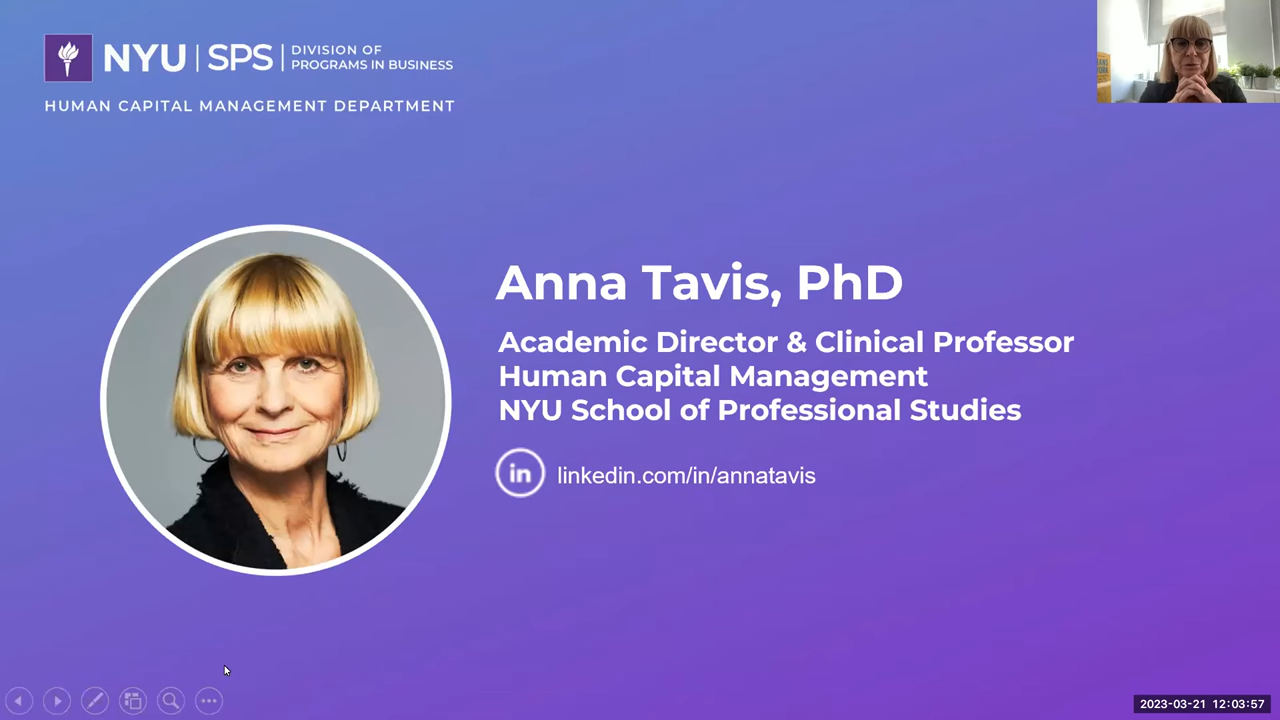 NYU | SPS | DIVISION OF
PROGRAMS IN BUSINESS
HUMAN CAPITAL MANAGEMENT DEPARTMENT
Anna Tavis, PhD
Academic Director & Clinical Professor
Human Capital Management
NYU School of Professional Studies
in linkedin.com/in/annatavis
2023-03-21 12:03:57